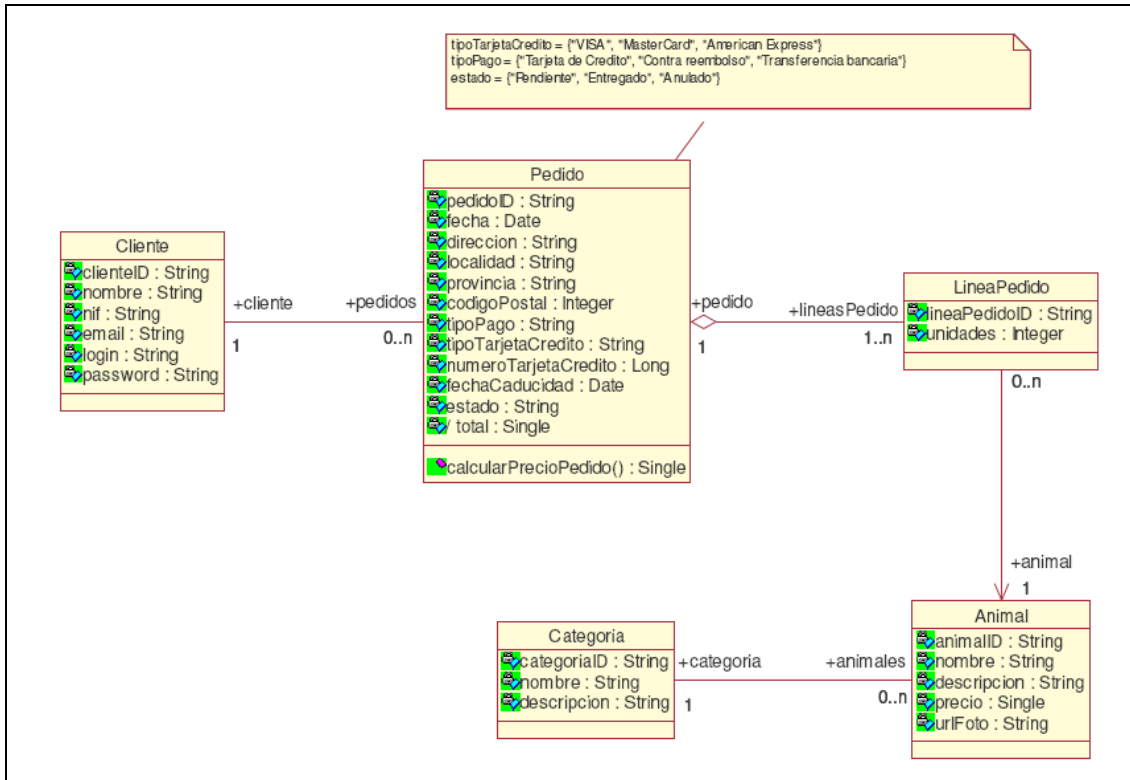 tipoTarjetaCredito = {"VISA", "MasterCard", "American Express"}
tipoPago = {"Tarjeta de Credito", "Contra reembolso", "Transferencia bancaria"}
estado = {"Pendiente", "Entregado", "Anulado"}
Pedido
pedidoID : String
fecha : Date
direccion : String
localidad : String
provincia : String
codigoPostal : Integer
tipoPago : String
tipoTarjetaCredito : String
numeroTarjetaCredito : Long
fechaCaducidad : Date
estado : String
/ total : Single
calcularPrecioPedido() : Single
Cliente
clienteID : String
nombre : String
nif : String
email : String
login : String
password : String
+cliente
1
+pedidos
0..n
+pedido
1
+lineasPedido
1..n
LineaPedido
lineaPedidoID : String
unidades : Integer
0..n
+animal
1
Animal
animalID : String
nombre : String
descripcion : String
precio : Single
urlFoto : String
Categoria
categoriaID : String
nombre : String
descripcion : String
+categoria
1
+animales
0..n